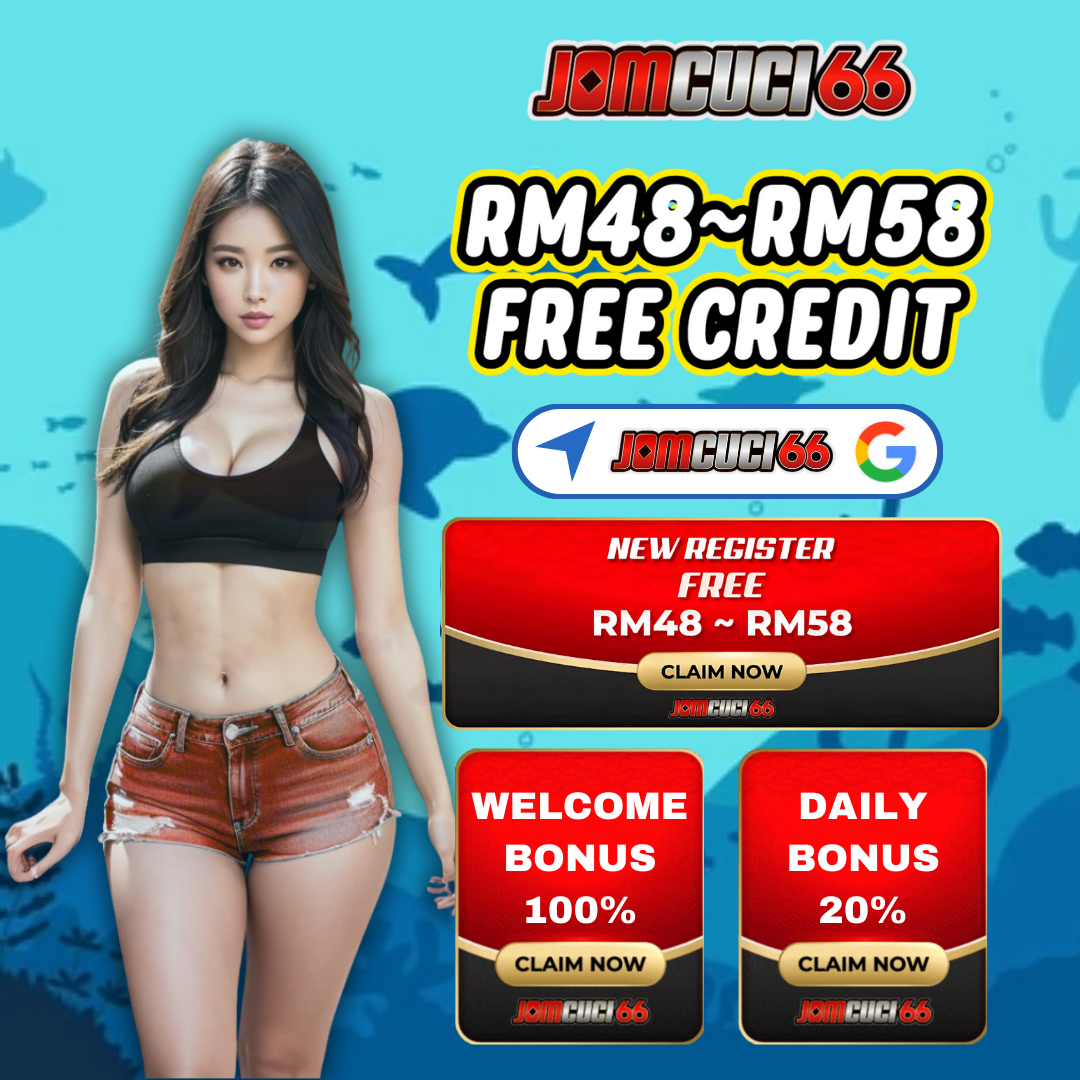 JOMCUCI66
RM48~RM58
FREE CREDIT
JOMCUCI66
NEW REGISTER
FREE
RM48 ~ RM58
CLAIM NOW
JOMCUCI66
WELCOME
BONUS
100%
CLAIM NOW
JOMCUCI66
DAILY
BONUS
20%
CLAIM NOW
JOMCUCI66